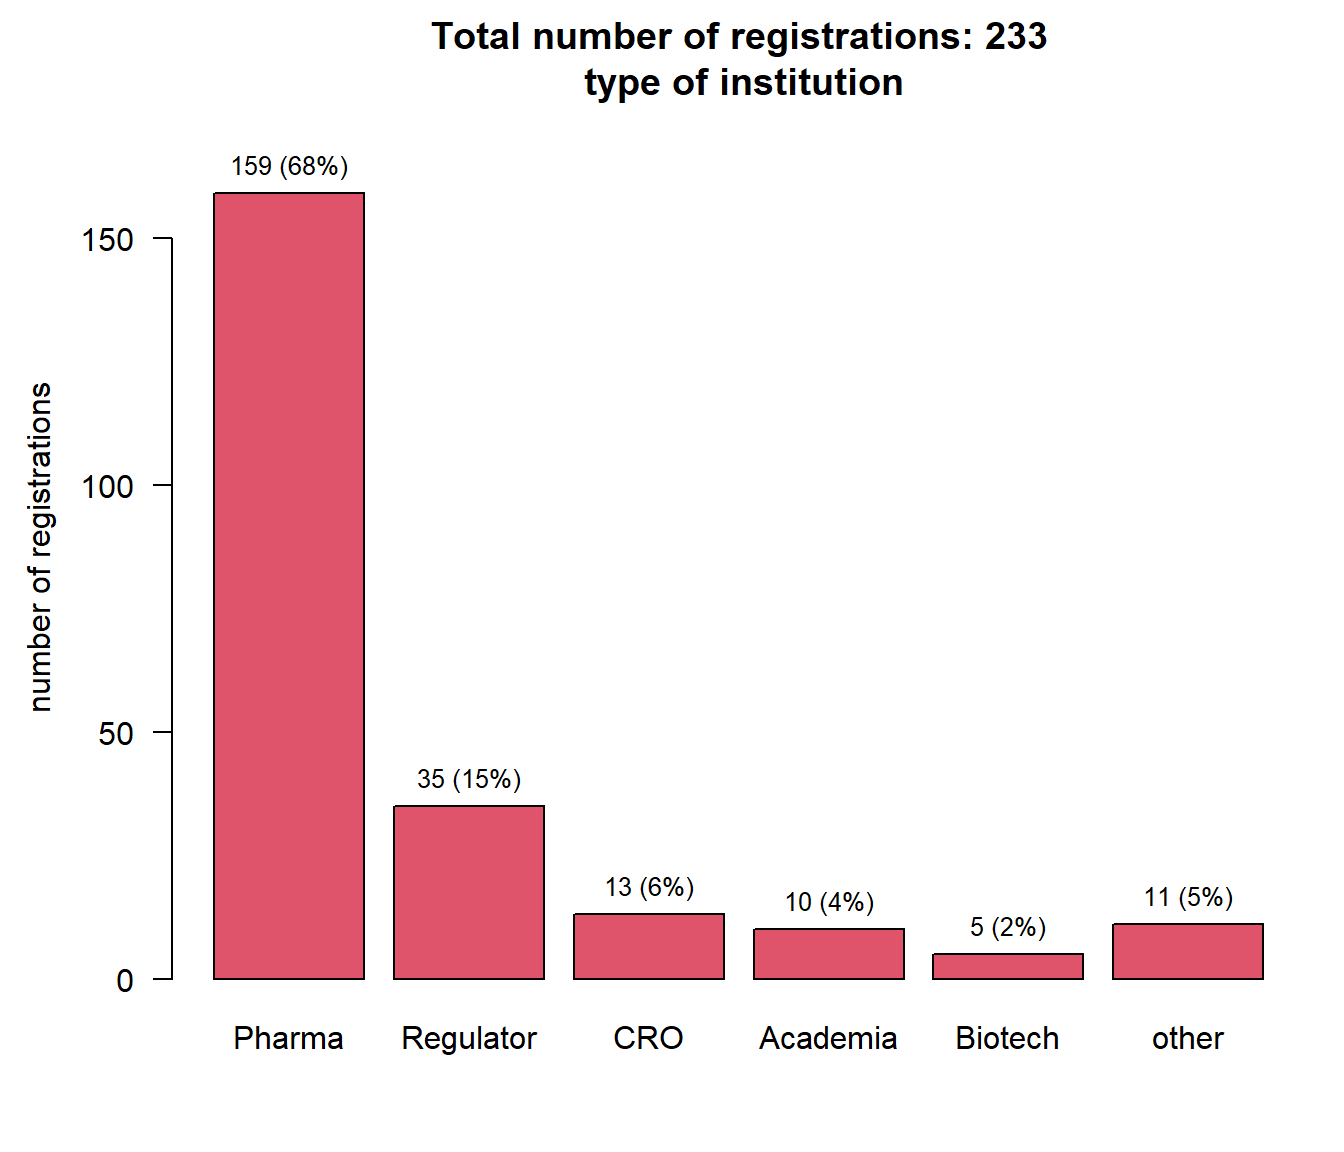 Total number of registrations: 233
type of institution
number of registrations
150
100
50
0
159 (68%)
35 (15%)
13 (6%)
10 (4%)
5 (2%)
11 (5%)
Pharma
Regulator
CRO
Academia
Biotech
other